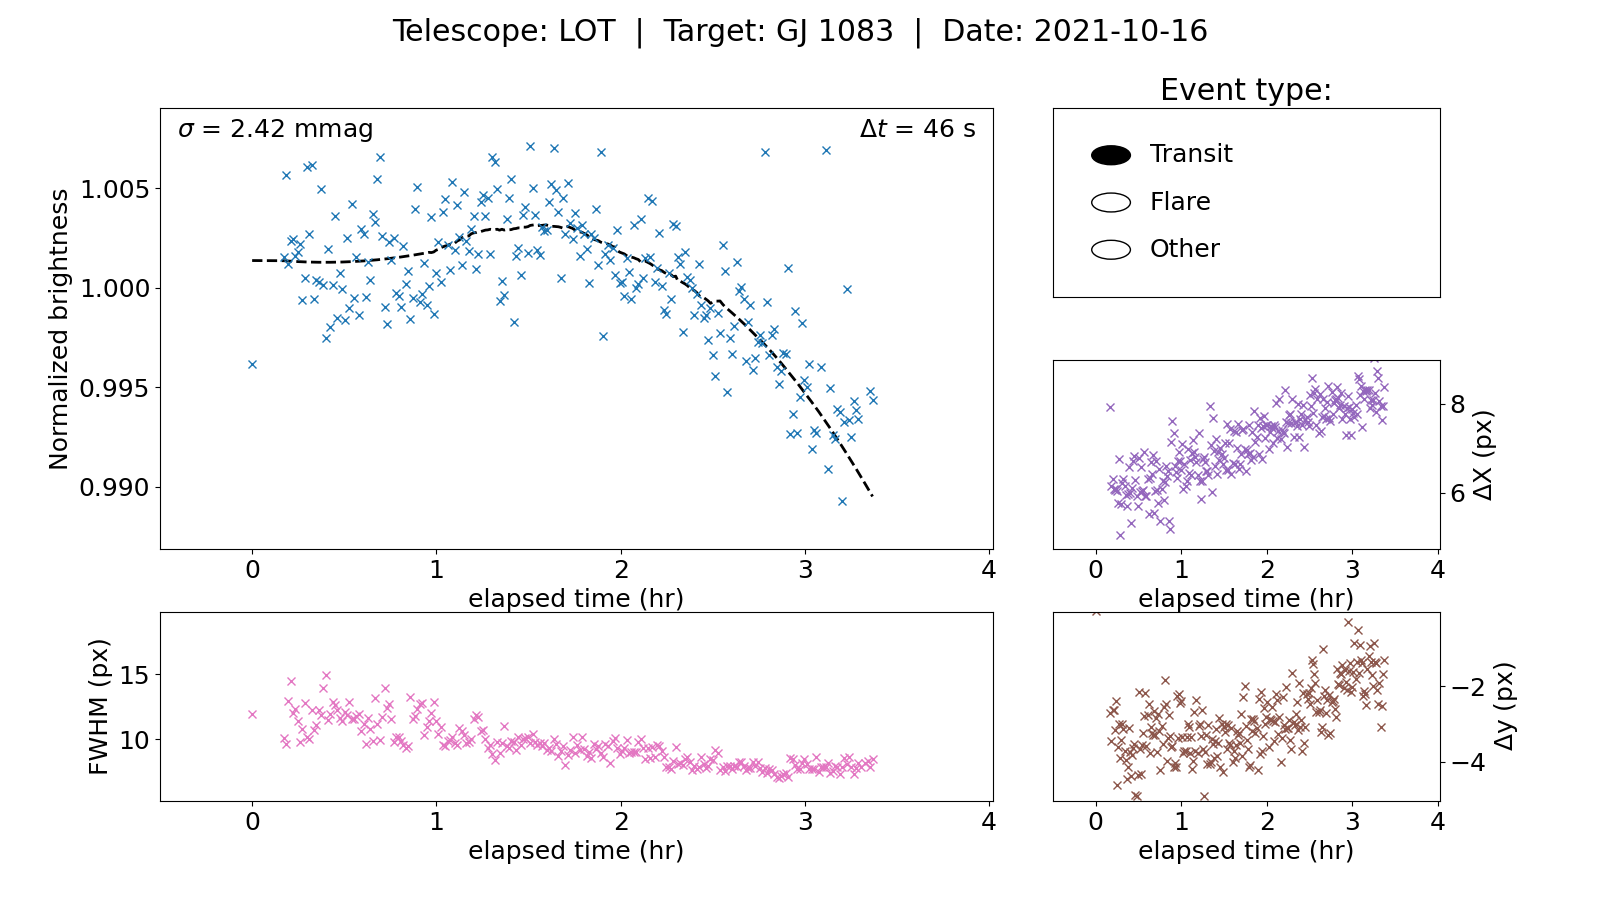 Telescope: LOT | Target: GJ 1083 | Date: 2021-10-16
σ = 2.42 mmag
Δt = 46 s
Normalized brightness
1.005
1.000
0.995
0.990
0 1 2 3 4
elapsed time (hr)
Event type:
Transit
Flare
Other
8
6
ΔX (px)
0 1 2 3 4
elapsed time (hr)
FWHM (px)
15
10
0 1 2 3 4
elapsed time (hr)
−2
−4
Δy (px)
0 1 2 3 4
elapsed time (hr)